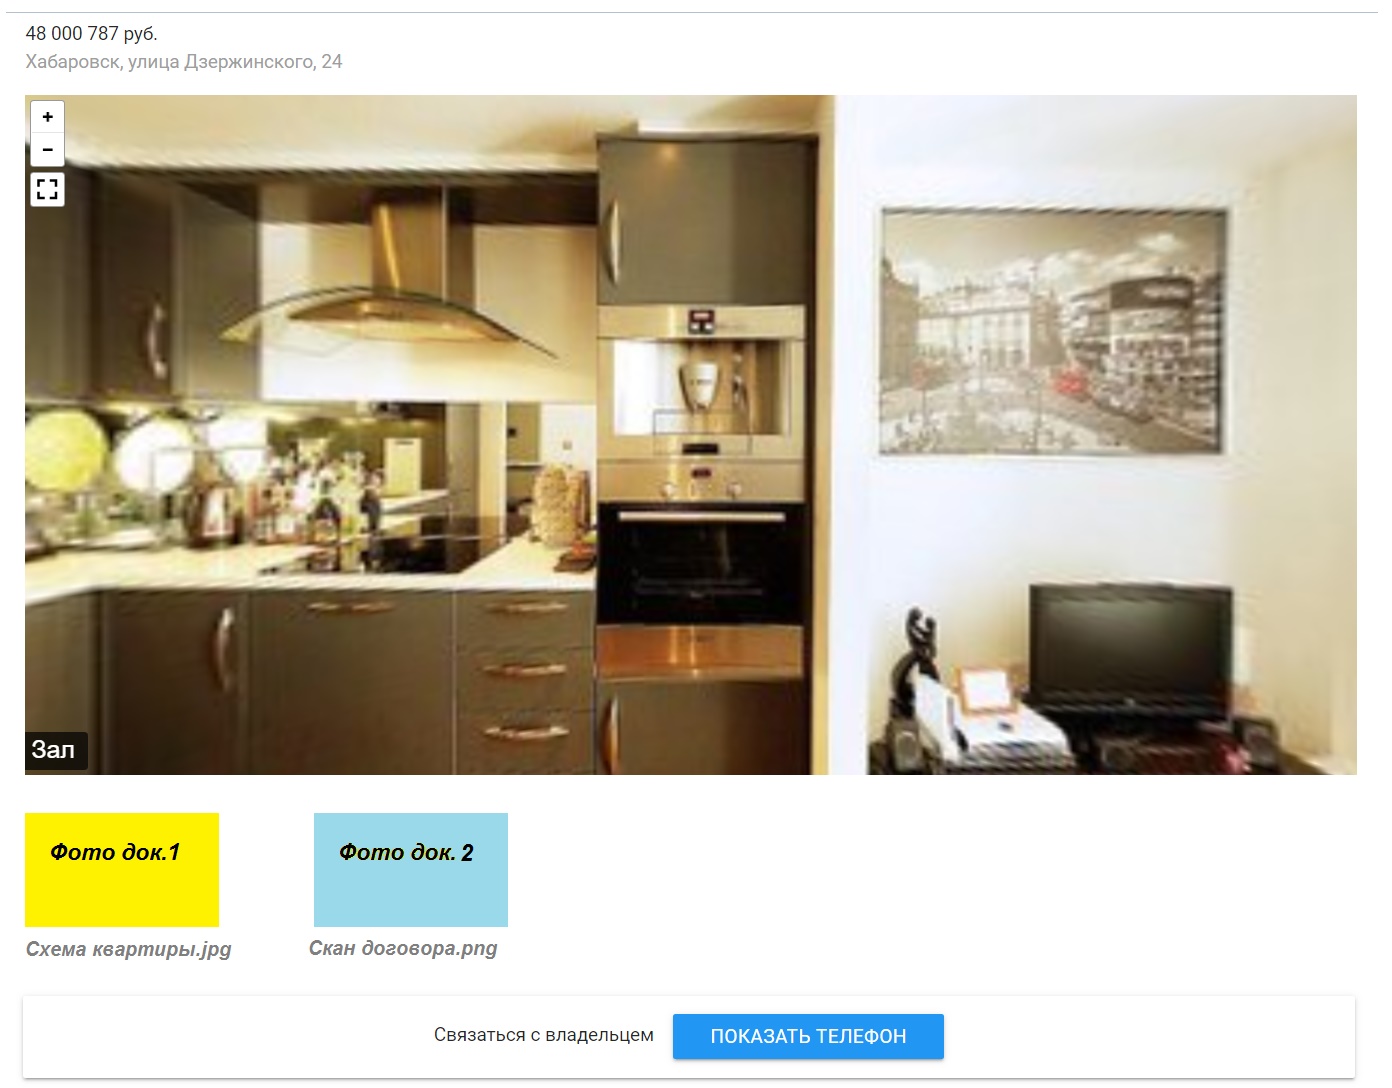 48 000 787 руб.
Хабаровск, улица Дзержинского, 24
+
−
Зал
Фото док.1
Фото док. 2
Схема квартиры.jpg
Скан договора.png
Связаться с владельцем
ПОКАЗАТЬ ТЕЛЕФОН